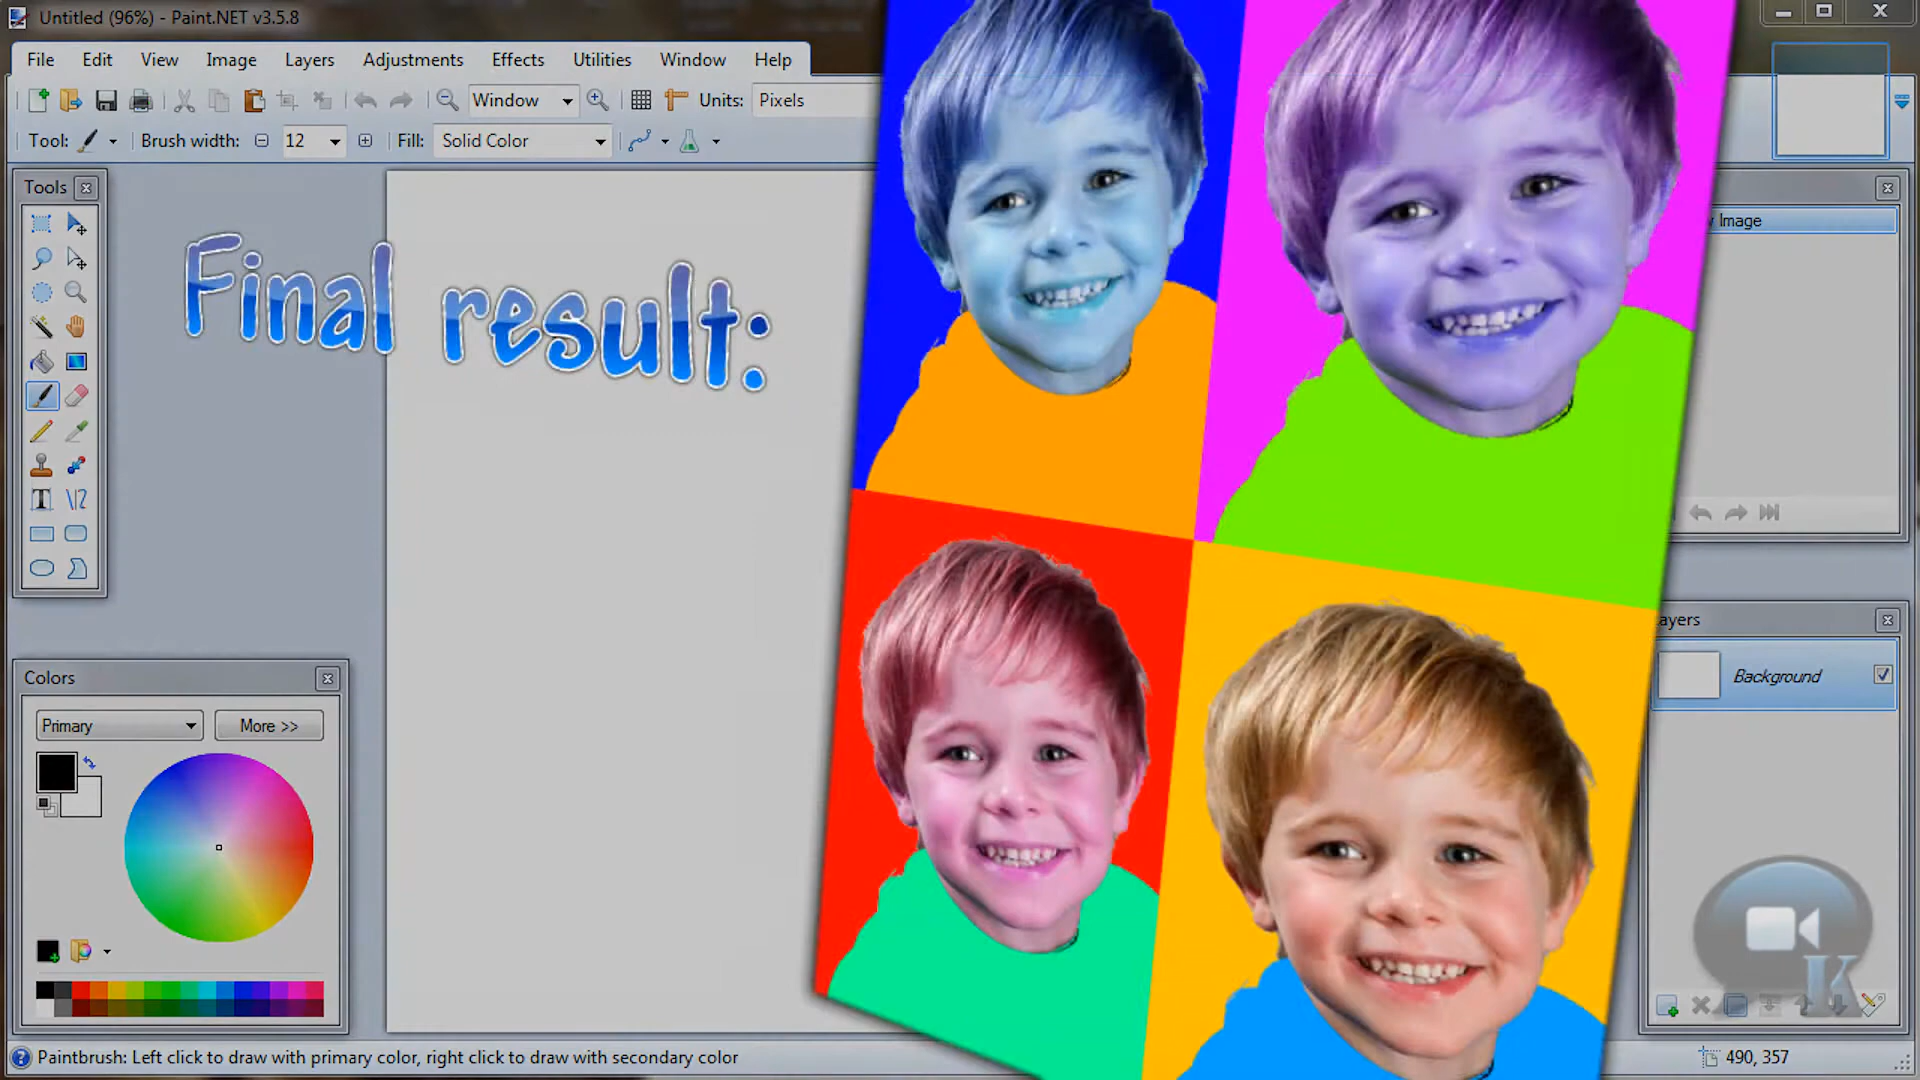 Untitled (96%) - Paint.NET v3.5.8
File Edit View Image Layers Adjustments Effects Utilities Window Help
Window Units: Pixels
Tool: Brush width: 12 Fill: Solid Color
Tools
Image
Final result:
Layers
Colors
Background
Primary More >>
K
Paintbrush: Left click to draw with primary color, right click to draw with secondary color
490, 357